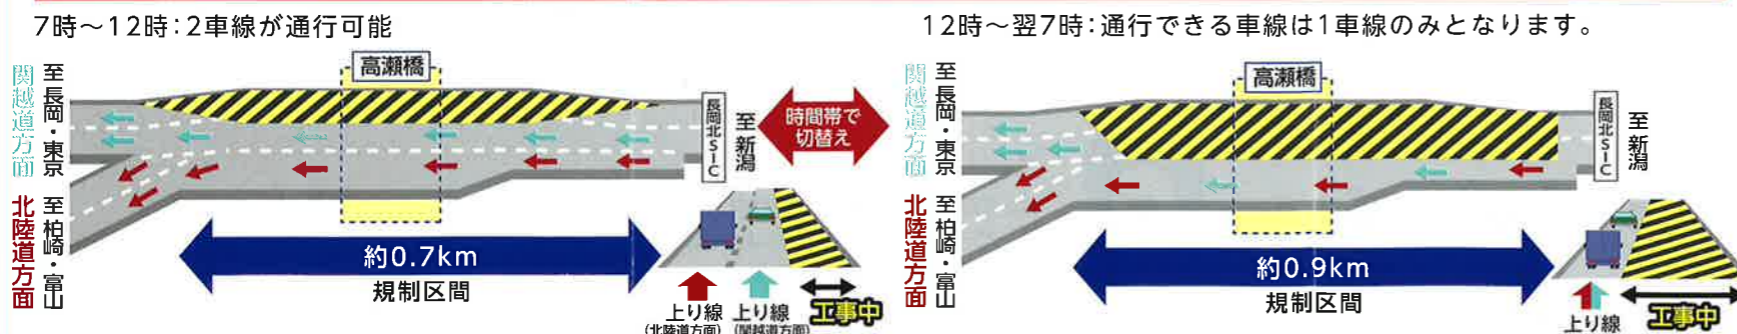 7時～12時：2車線が通行可能
高瀬橋
関越道方面
至長岡・東京
北陸道方面
至柏崎・富山
長岡北SIC
至新潟
約0.7km
規制区間
上り線
(北陸道方面)
上り線
(関越道方面)
工事中
時間帯で
切替え
12時～翌7時：通行できる車線は1車線のみとなります。
高瀬橋
関越道方面
至長岡・東京
北陸道方面
至柏崎・富山
長岡北SIC
至新潟
約0.9km
規制区間
上り線
工事中